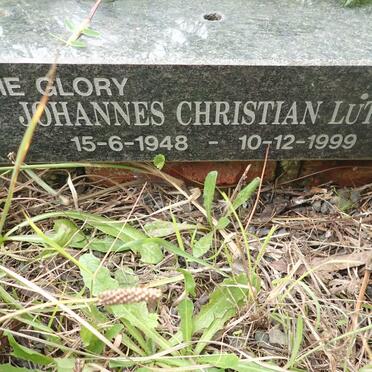 GLORY
JOHANNES CHRISTIAN
15-6-1948 - 10-12-1999